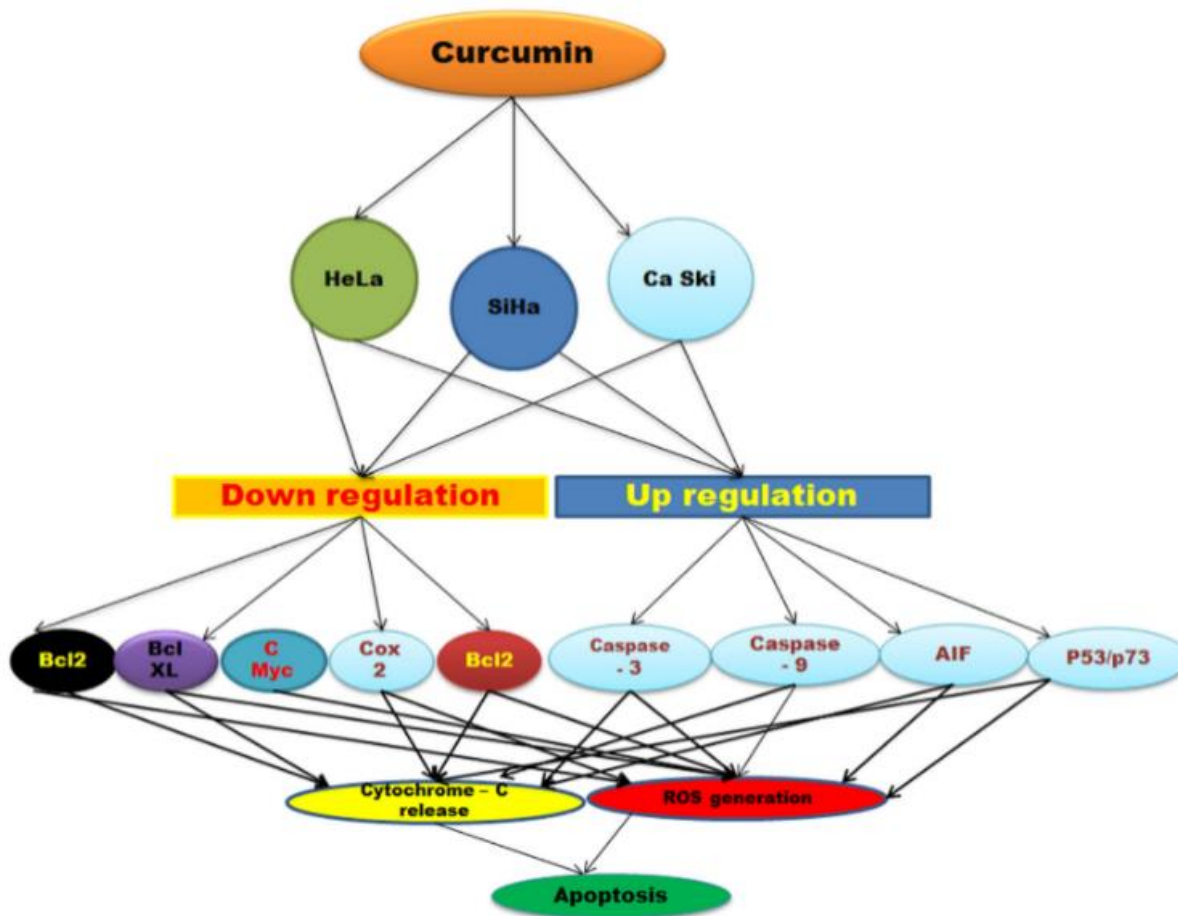 Curcumin
HeLa
SiHa
Ca Ski
Down regulation
Up regulation
Bcl2
Bcl
XL
C
Myc
Cox
2
Bcl2
Caspase
- 3
Caspase
- 9
AIF
P53/p73
Cytochrome – C
release
ROS generation
Apoptosis